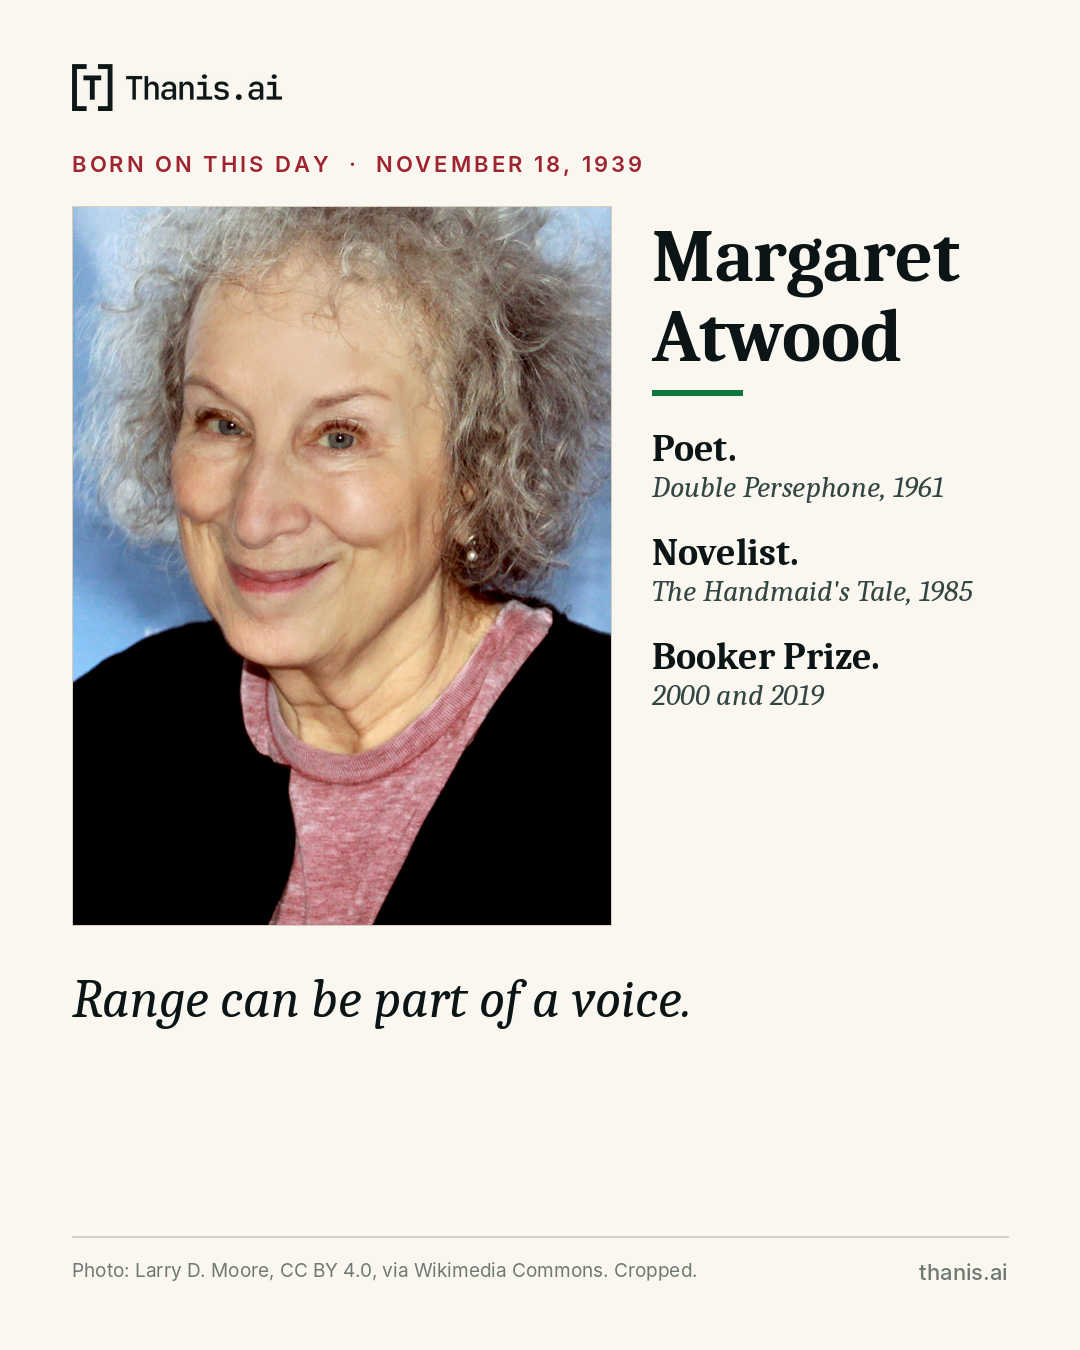 [T] Thanis.ai
BORN ON THIS DAY · NOVEMBER 18, 1939
Margaret
Atwood
Poet.
Double Persephone, 1961
Novelist.
The Handmaid's Tale, 1985
Booker Prize.
2000 and 2019
Range can be part of a voice.
Photo: Larry D. Moore, CC BY 4.0, via Wikimedia Commons. Cropped.
thanis.ai